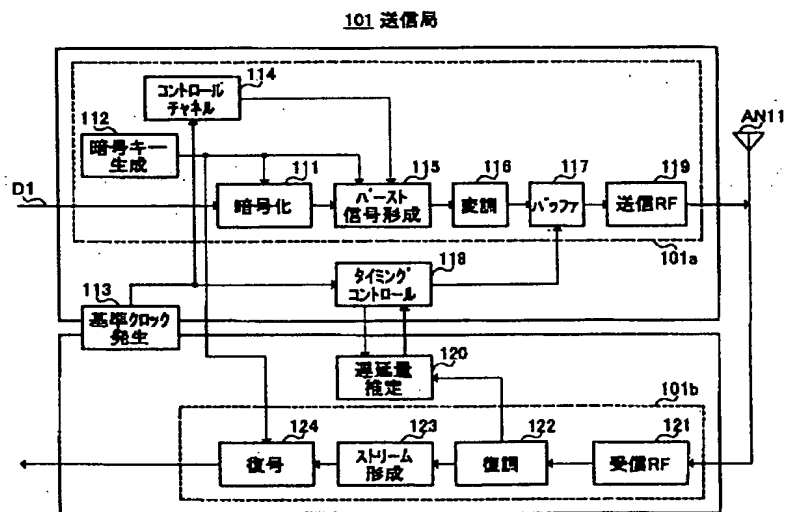 101 送信局
114
コントロール
チャネル
112
暗号キー
生成
AN11
111
115
116
117
119
D1
暗号化
バースト
信号形成
変調
バッファ
送信RF
101a
118
タイミング
コントロール
113
基準クロック
発生
120
遅延量
推定
101b
124
123
122
121
復号
ストリーム
形成
復調
受信RF